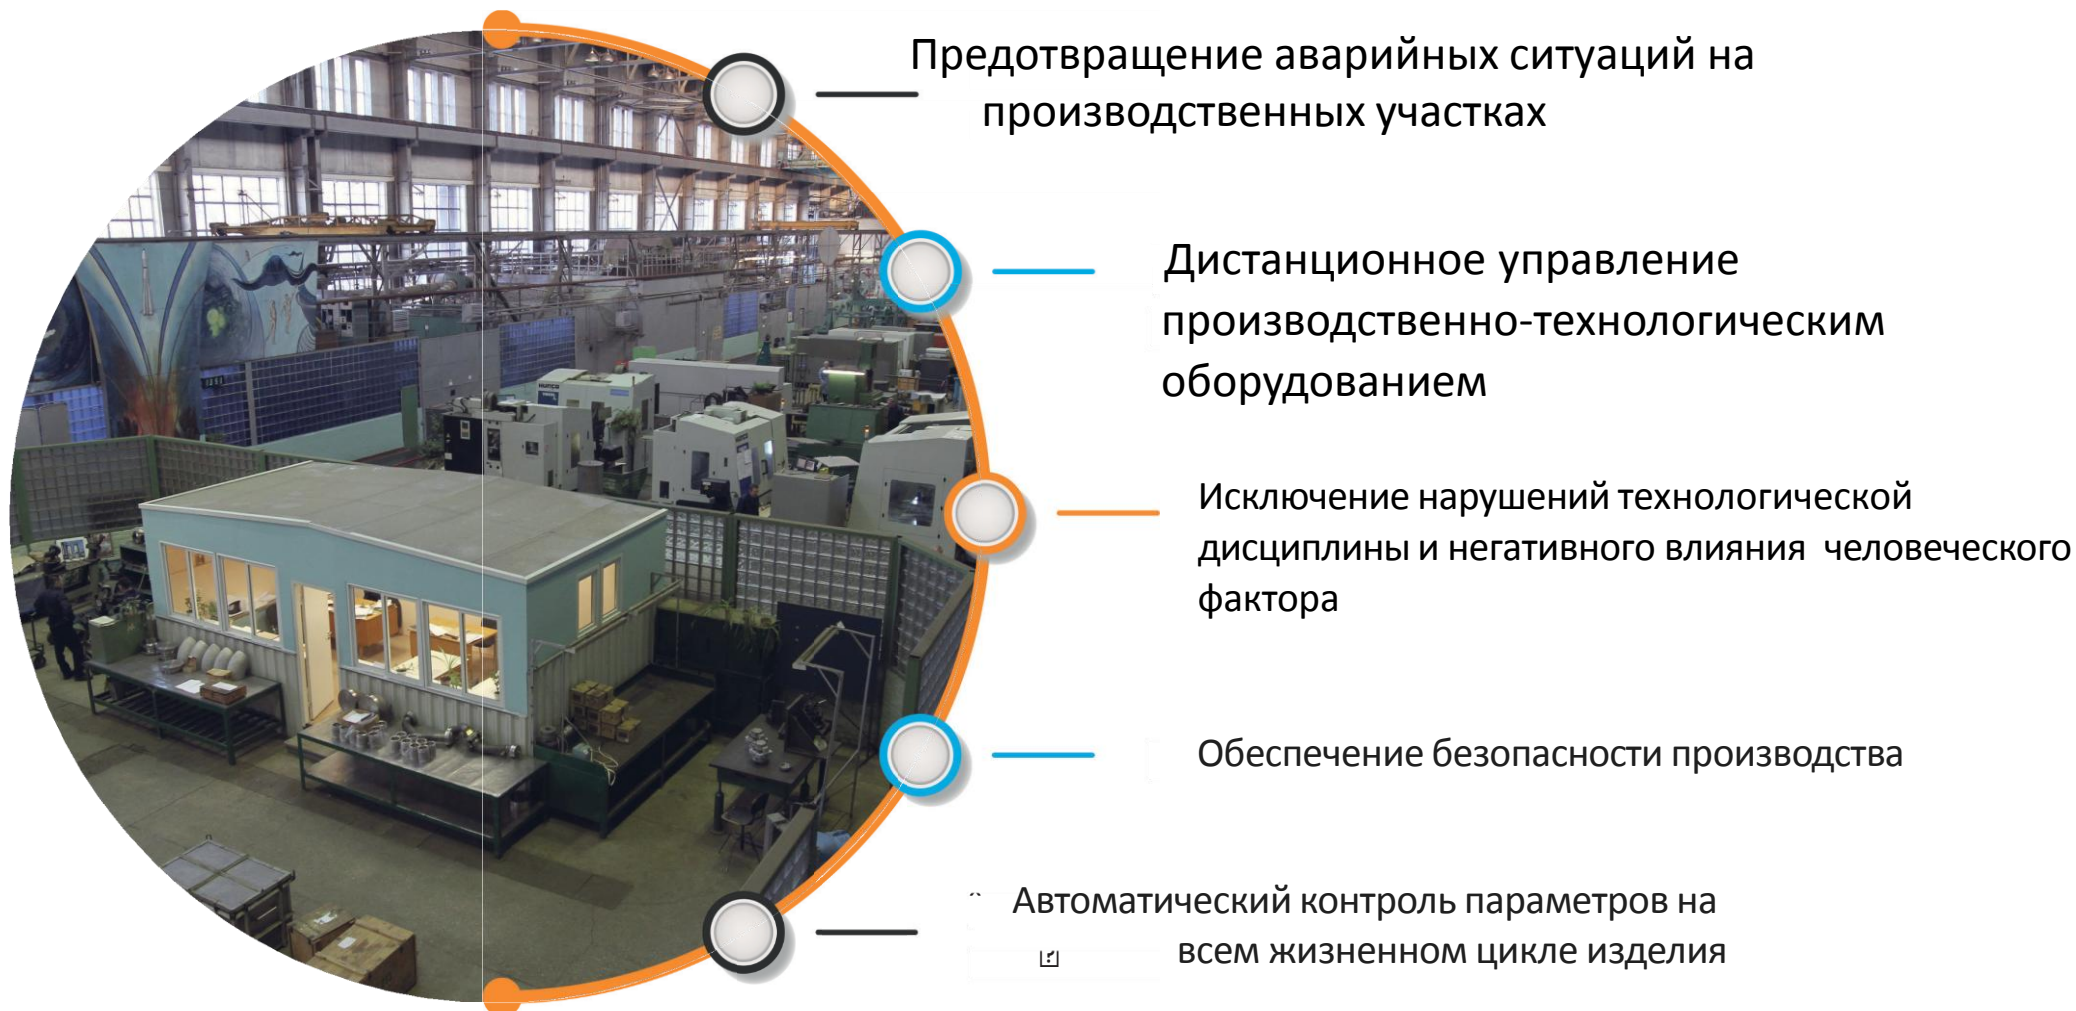 Предотвращение аварийных ситуаций на
производственных участках
Дистанционное управление
производственно-технологическим
оборудованием
Исключение нарушений технологической
дисциплины и негативного влияния человеческого
фактора
Обеспечение безопасности производства
Автоматический контроль параметров на
всем жизненном цикле изделия